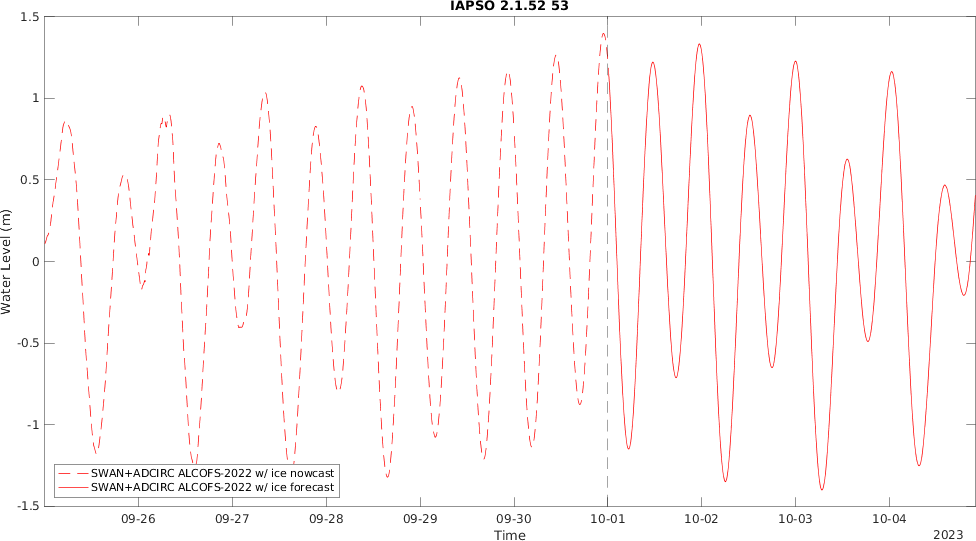 IAPSO 2.1.52 53
1.5
1
0.5
0
-0.5
-1
-1.5
Water Level (m)
SWAN+ADCIRC ALCOFS-2022 w/ ice nowcast
SWAN+ADCIRC ALCOFS-2022 w/ ice forecast
09-26 09-27 09-28 09-29 09-30 10-01 10-02 10-03 10-04
Time
2023